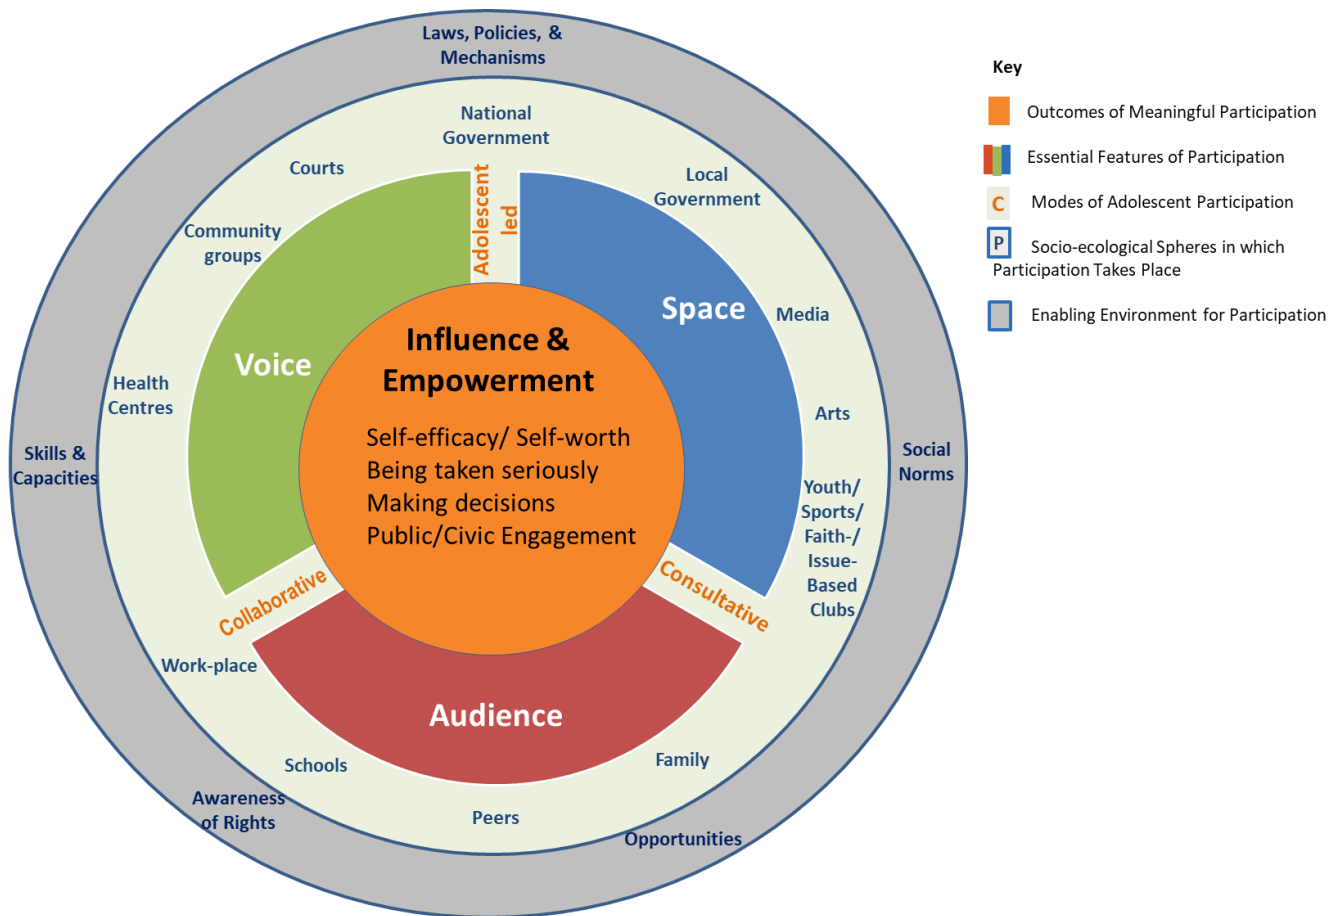 Laws, Policies, &
Mechanisms
National
Government
Courts
Local
Government
Community
groups
Adolescent
led
Space
Media
Voice
Influence &
Empowerment
Health
Centres
Arts
Self-efficacy/ Self-worth
Being taken seriously
Making decisions
Public/Civic Engagement
Skills &
Capacities
Social
Norms
Youth/
Sports/
Faith-/
Issue-
Based
Clubs
Collaborative
Consultative
Work-place
Audience
Schools
Family
Awareness
of Rights
Peers
Opportunities
Key
Outcomes of Meaningful Participation
Essential Features of Participation
C Modes of Adolescent Participation
P Socio-ecological Spheres in which
Participation Takes Place
Enabling Environment for Participation